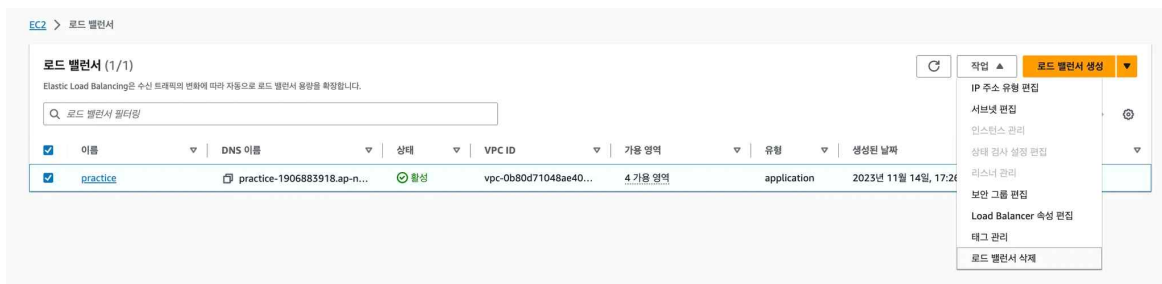 EC2 > 로드 밸런서
로드 밸런서 (1/1)
Elastic Load Balancing은 수신 트래픽의 변화에 따라 자동으로 로드 밸런서 용량을 확장합니다.
작업 ▲
로드 밸런서 생성 ▼
로드 밸런서 필터링
이름
DNS 이름
상태
VPC ID
가용 영역
유형
생성된 날짜
practice
practice-1906883918.ap-n...
활성
vpc-0b80d71048ae40...
4 가용 영역
application
2023년 11월 14일, 17:26
IP 주소 유형 편집
서브넷 편집
인스턴스 관리
상태 검사 설정 편집
리스너 관리
보안 그룹 편집
Load Balancer 속성 편집
태그 관리
로드 밸런서 삭제